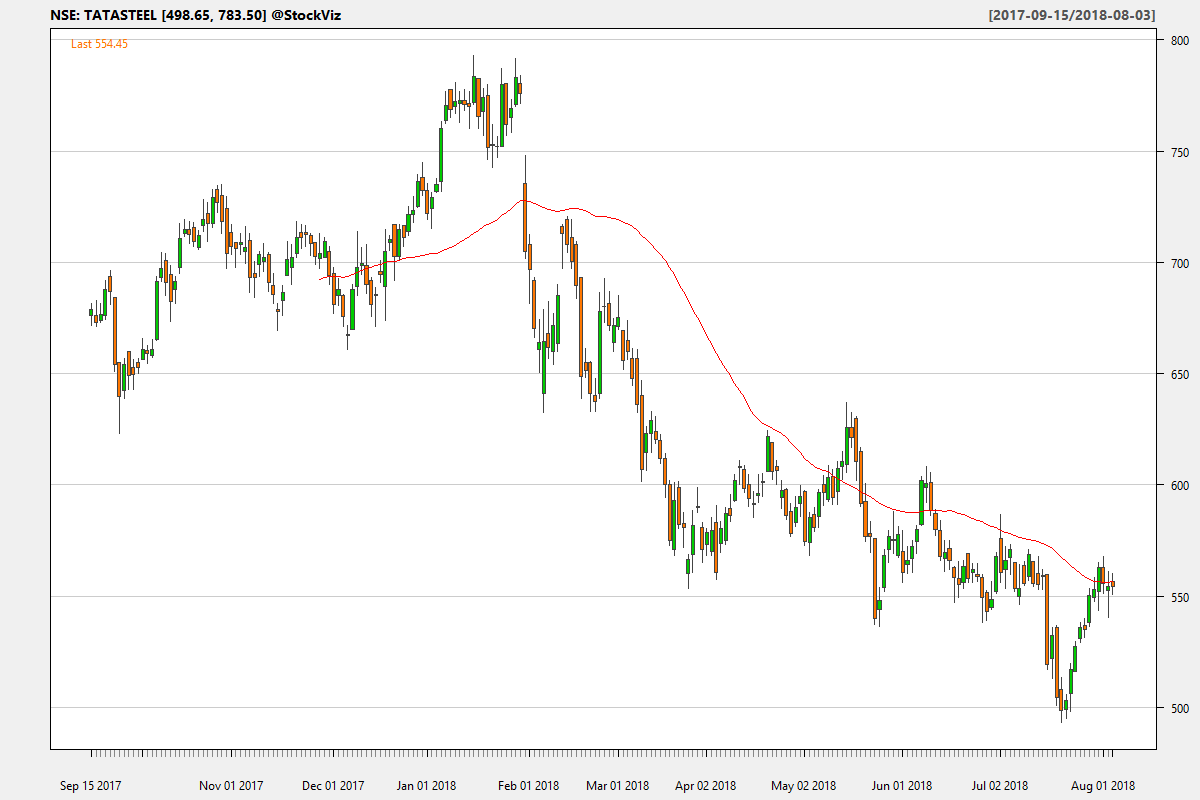 NSE: TATASTEEL [498.65, 783.50] @StockViz [2017-09-15/2018-08-03]
Last 554.45
800
750
700
650
600
550
500
Sep 15 2017 Nov 01 2017 Dec 01 2017 Jan 01 2018 Feb 01 2018 Mar 01 2018 Apr 02 2018 May 02 2018 Jun 01 2018 Jul 02 2018 Aug 01 2018